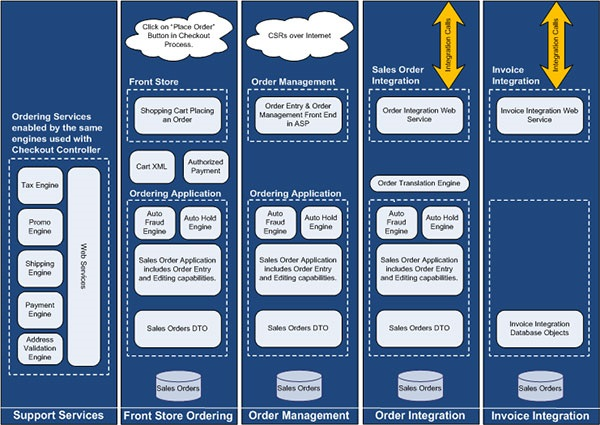 Ordering Services
enabled by the same
engines used with
Checkout Controller
Tax Engine
Promo
Engine
Shipping
Engine
Payment
Engine
Address
Validation
Engine
Web Services
Support Services
Click on "Place Order"
Button in Checkout
Process.
Front Store
Shopping Cart Placing
an Order
Cart XML
Authorized
Payment
Ordering Application
Auto
Fraud
Engine
Auto Hold
Engine
Sales Order Application
includes Order Entry
and Editing capabilities.
Sales Orders DTO
Sales Orders
Front Store Ordering
CSRs over Internet
Order Management
Order Entry & Order
Management Front End
in ASP
Ordering Application
Auto
Fraud
Engine
Auto Hold
Engine
Sales Order Application
includes Order Entry
and Editing capabilities.
Sales Orders DTO
Sales Orders
Order Management
Integration Calls
Sales Order
Integration
Order Integration Web
Service
Order Translation Engine
Auto
Fraud
Engine
Auto Hold
Engine
Sales Order Application
includes Order Entry
and Editing capabilities.
Sales Orders DTO
Sales Orders
Order Integration
Integration Calls
Invoice
Integration
Invoice Integration Web
Service
Invoice Integration
Database Objects
Sales Orders
Invoice Integration